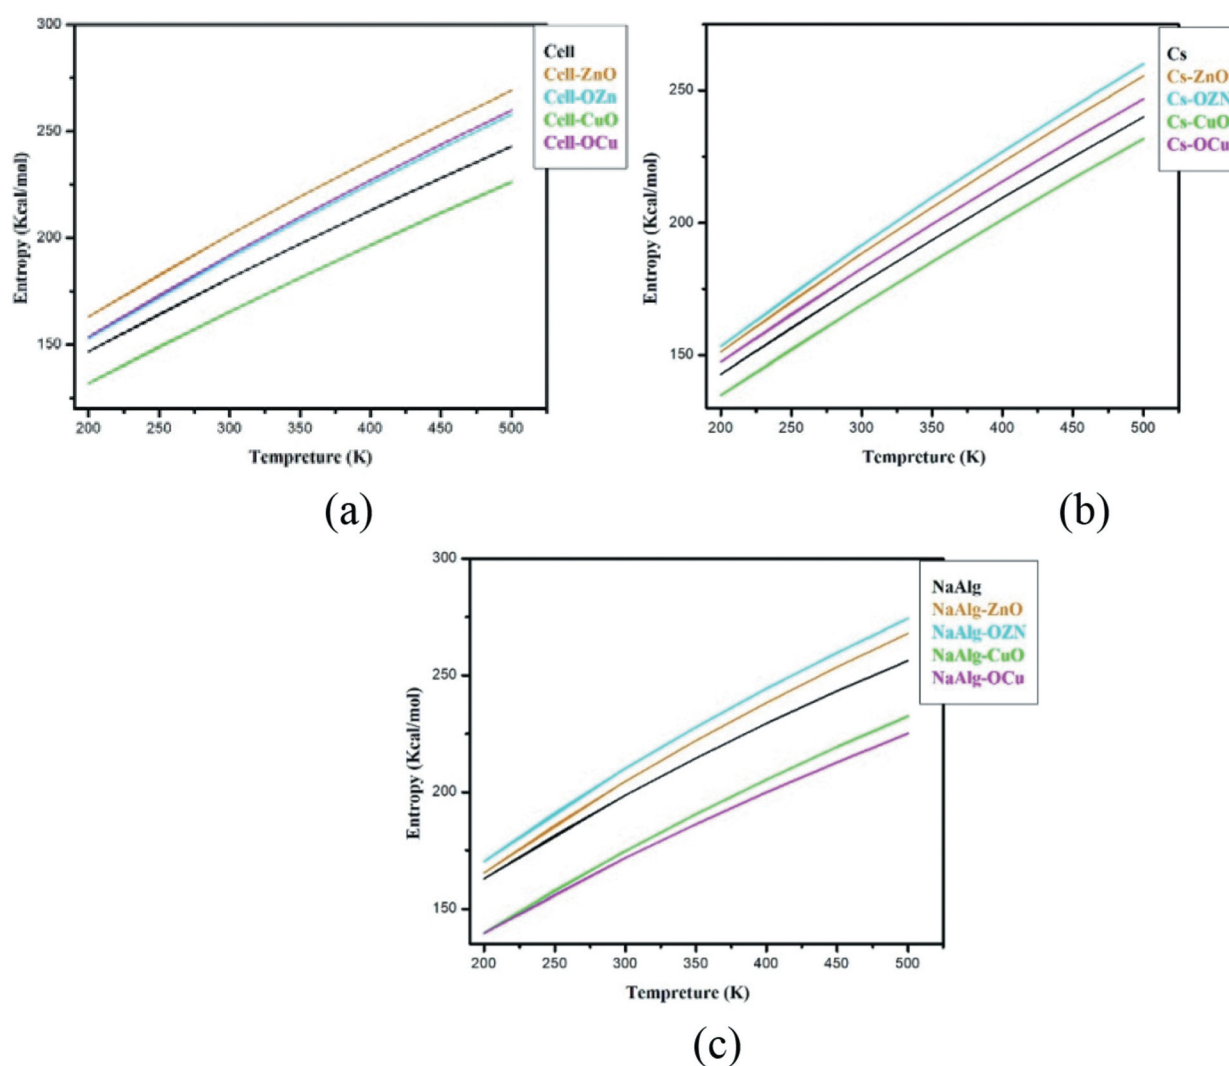 300
250
200
150
Entropy (Kcal/mol)
Cell
Cell-ZnO
Cell-OZn
Cell-CuO
Cell-OCu
200 250 300 350 400 450 500
Tempreture (K)
(a)
250
200
150
Entropy (Kcal/mol)
Cs
Cs-ZnO
Cs-OZN
Cs-CuO
Cs-OCu
200 250 300 350 400 450 500
Tempreture (K)
(b)
300
250
200
150
Entropy (Kcal/mol)
NaAlg
NaAlg-ZnO
NaAlg-OZN
NaAlg-CuO
NaAlg-OCu
200 250 300 350 400 450 500
Tempreture (K)
(c)